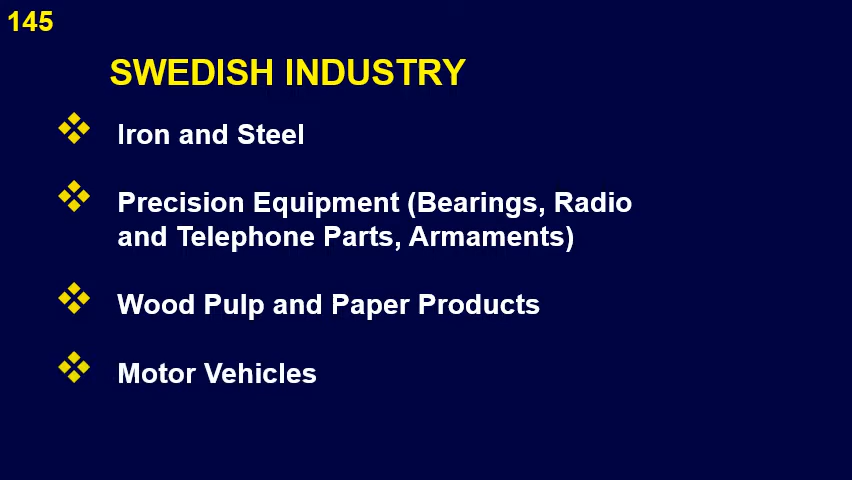 145
SWEDISH INDUSTRY
Iron and Steel
Precision Equipment (Bearings, Radio
and Telephone Parts, Armaments)
Wood Pulp and Paper Products
Motor Vehicles